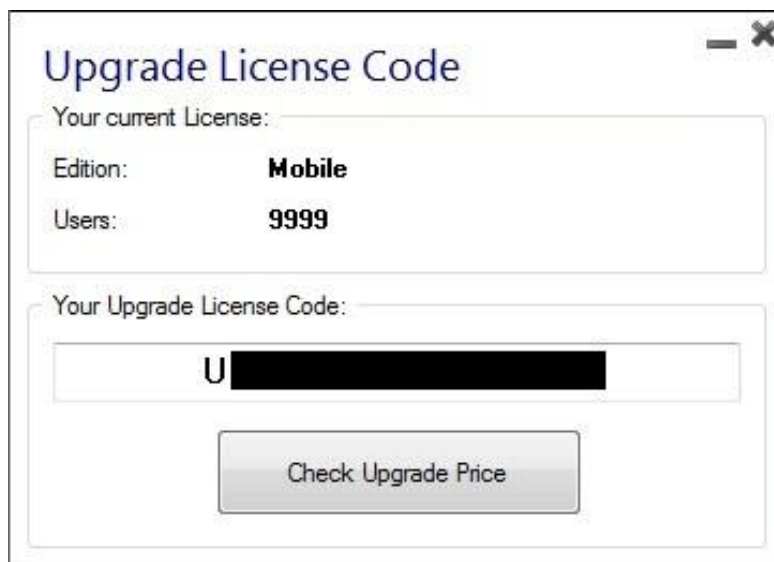 Upgrade License Code
Your current License:
Edition: Mobile
Users: 9999
Your Upgrade License Code:
U
Check Upgrade Price